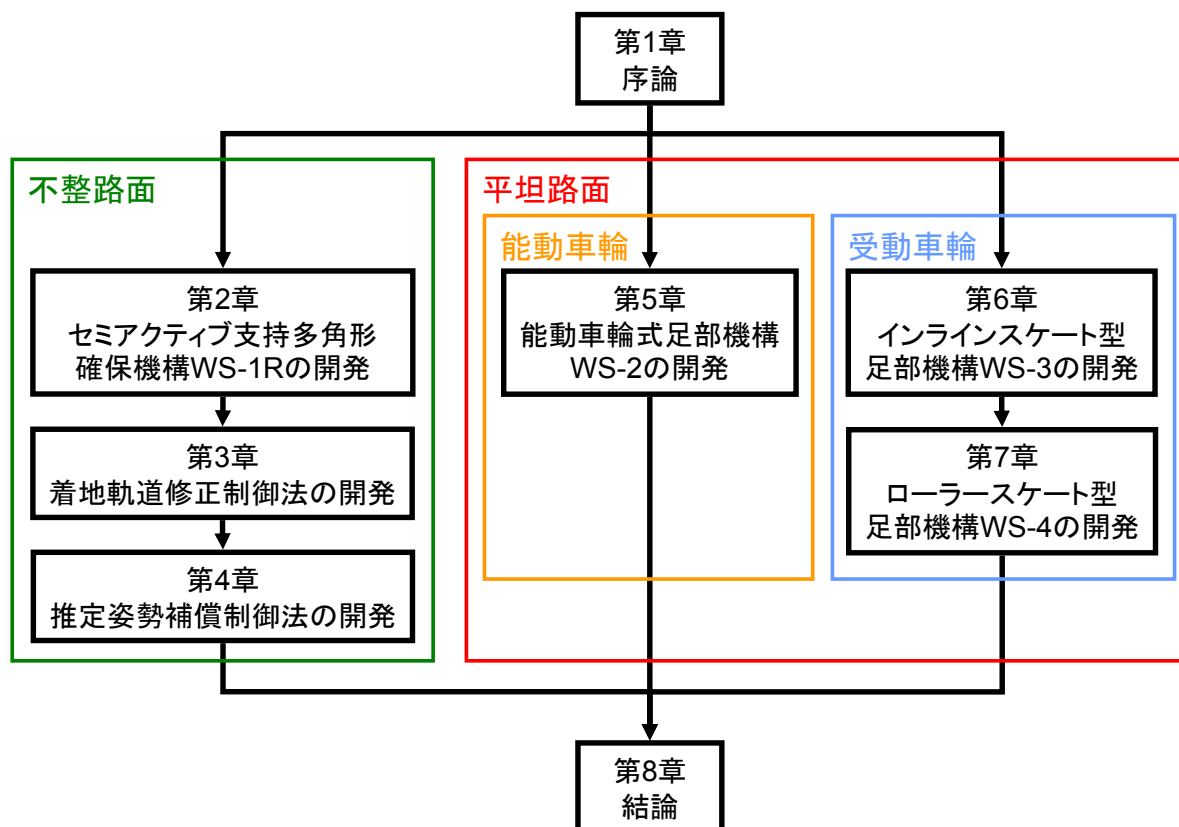 第1章
序論
不整路面
第2章
セミアクティブ支持多角形
確保機構WS-1Rの開発
第3章
着地軌道修正制御法の開発
第4章
推定姿勢補償制御法の開発
平坦路面
能動車輪
第5章
能動車輪式足部機構
WS-2の開発
受動車輪
第6章
インラインスケート型
足部機構WS-3の開発
第7章
ローラースケート型
足部機構WS-4の開発
第8章
結論